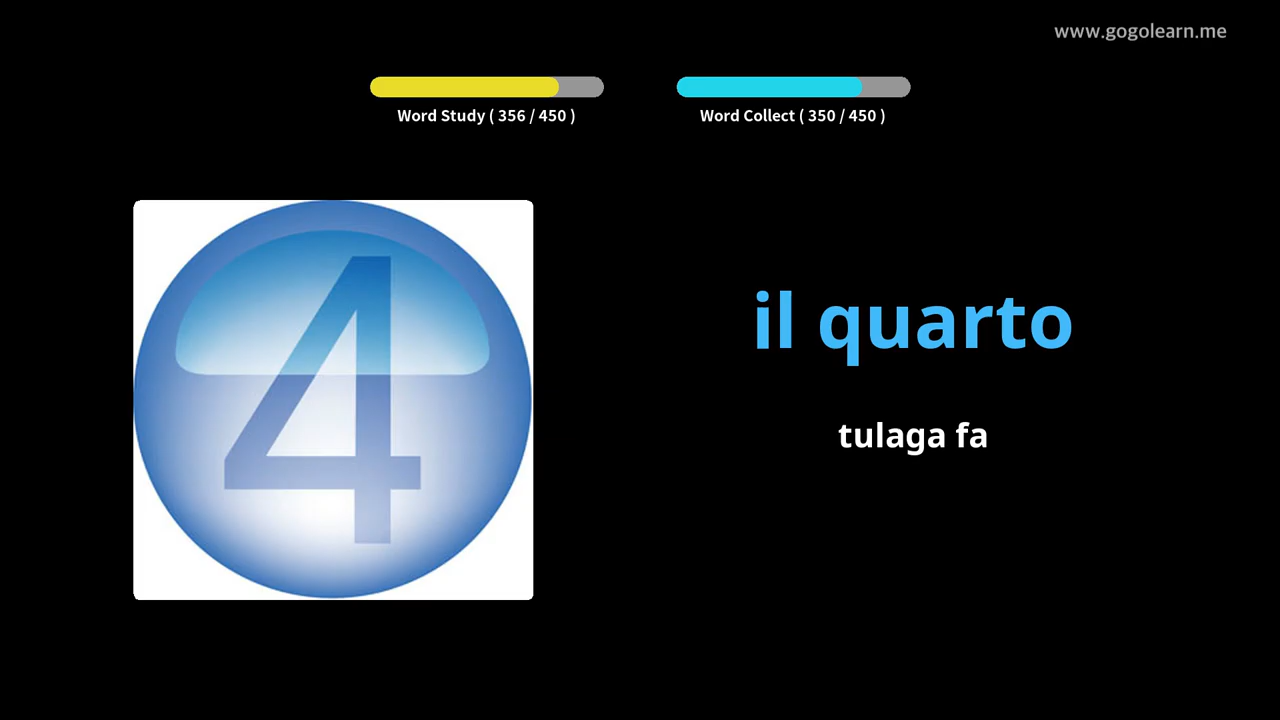 www.gogolearn.me
Word Study ( 356 / 450 )
Word Collect ( 350 / 450 )
4
il quarto
tulaga fa